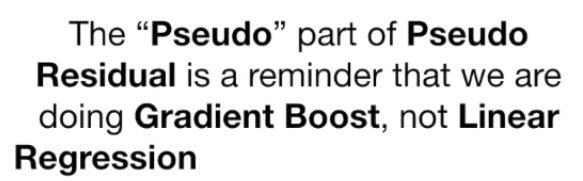 The “Pseudo” part of Pseudo
Residual is a reminder that we are
doing Gradient Boost, not Linear
Regression